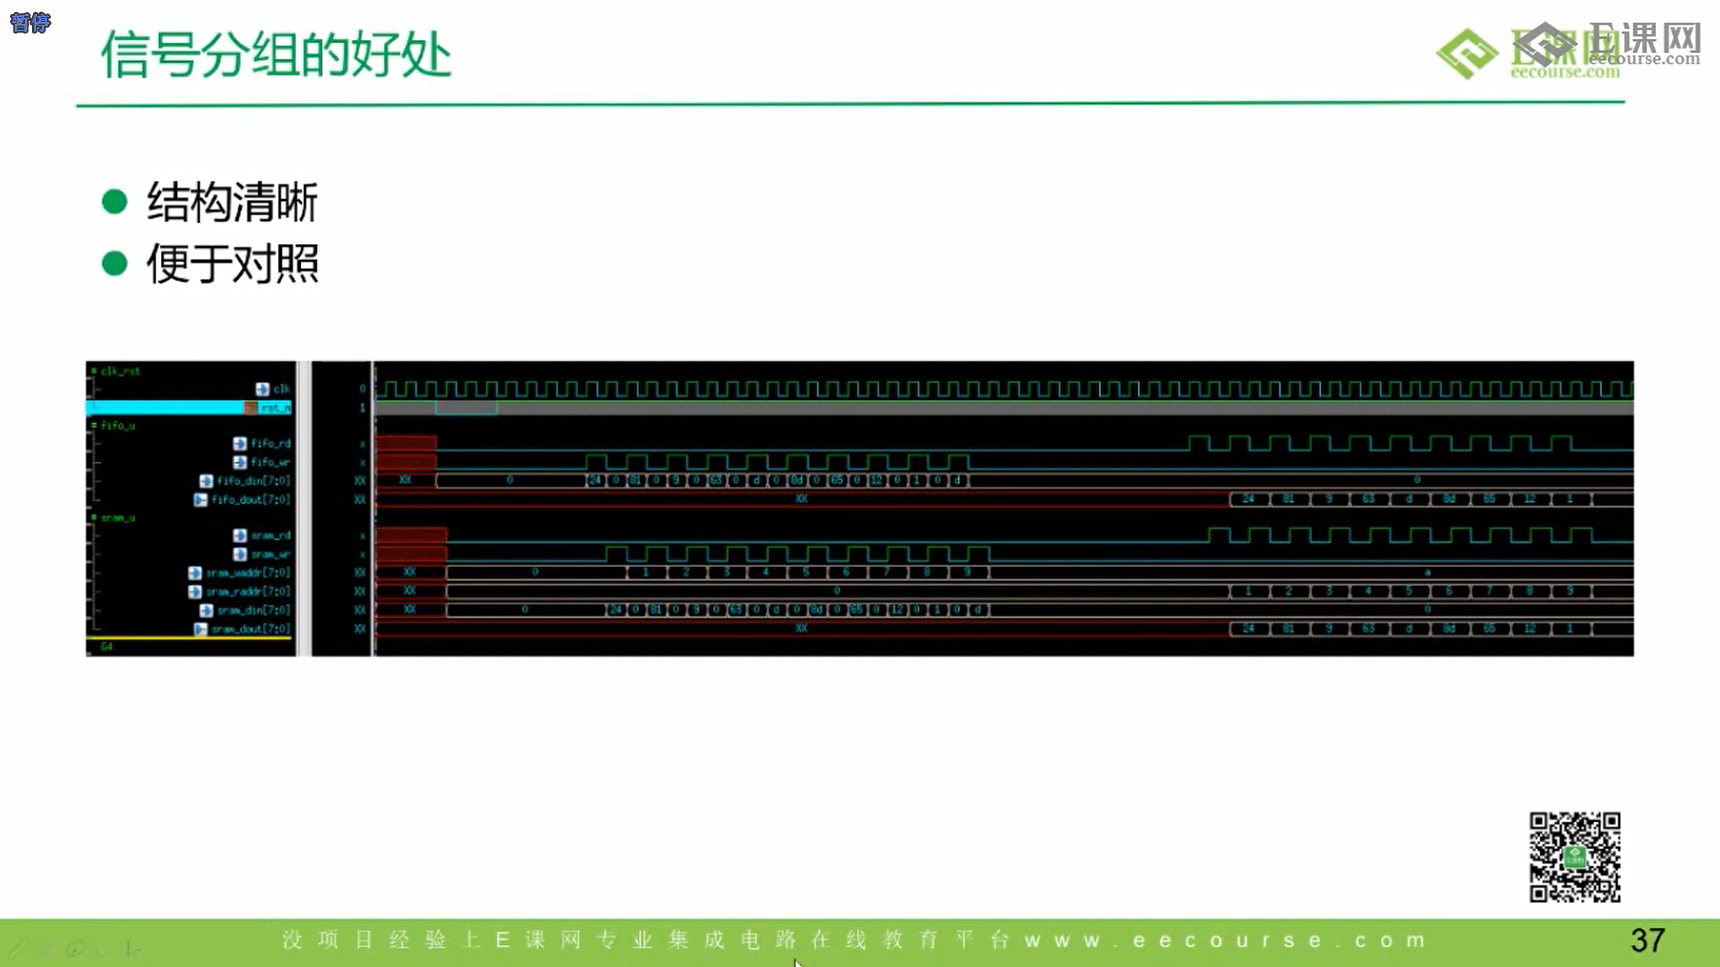 暂停
信号分组的好处
E课网
eecourse.com
E课网
eecourse.com
结构清晰
便于对照
clk_rst
clk 0
rst_n 1
fifo_u
fifo_rd x
fifo_wr x
fifo_din[7:0] XX XX 0 24 0 81 0 9 0 63 0 d 0 8d 0 65 0 12 0 1 0 d 0
fifo_dout[7:0] XX XX 24 81 9 63 d 8d 65 12 1
sram_u
sram_rd x
sram_wr x
sram_waddr[7:0] XX XX 0 1 2 3 4 5 6 7 8 9 a
sram_raddr[7:0] XX XX 0 1 2 3 4 5 6 7 8 9
sram_din[7:0] XX XX 0 24 0 81 0 9 0 63 0 d 0 8d 0 65 0 12 0 1 0 d 0
sram_dout[7:0] XX XX 24 81 9 63 d 8d 65 12 1
G4
没项目经验上E课网专业集成电路在线教育平台www.eecourse.com
37